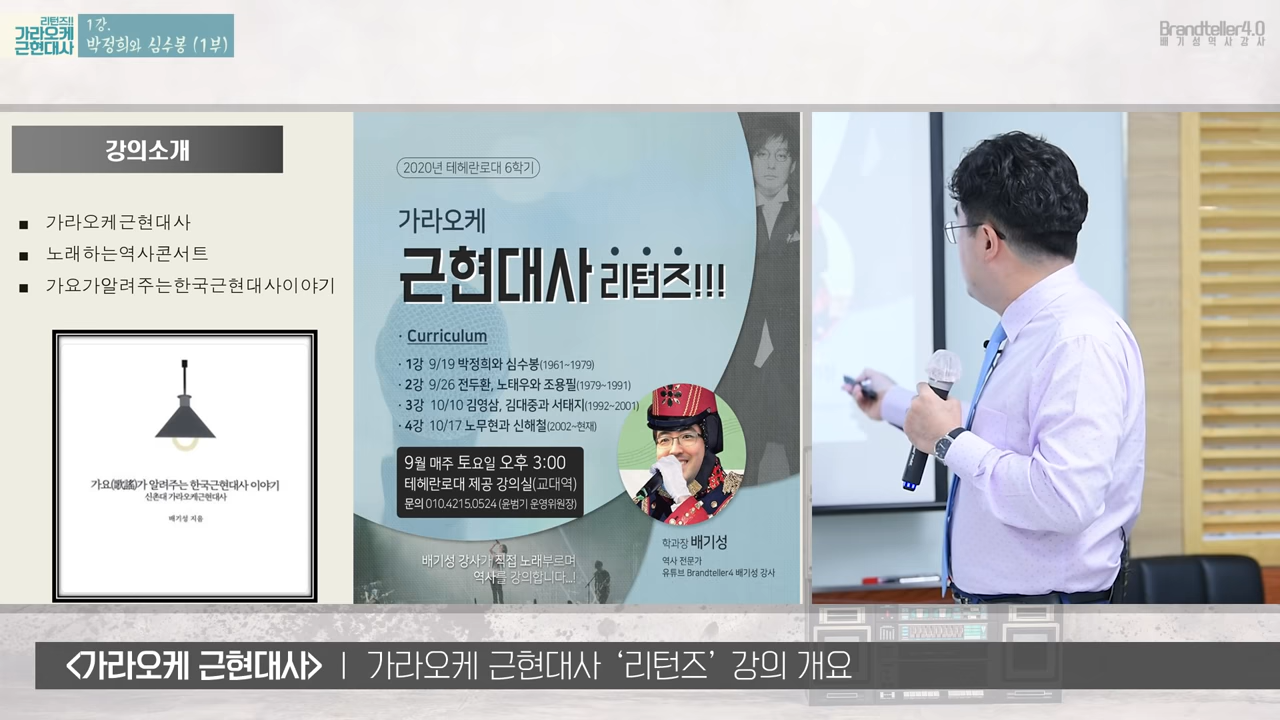 리턴즈!!
가라오케
근현대사
1강.
박정희와 심수봉 (1부)
Brandteller4.0
배기성역사강사
강의소개
■ 가라오케근현대사
■ 노래하는역사콘서트
■ 가요가알려주는한국근현대사이야기
가요(歌謠)가 알려주는 한국근현대사 이야기
신촌대 가라오케근현대사
배기성 지음
2020년 테헤란로대 6학기
가라오케
근현대사 리턴즈!!!
· Curriculum
· 1강 9/19 박정희와 심수봉(1961~1979)
· 2강 9/26 전두환, 노태우와 조용필(1979~1991)
· 3강 10/10 김영삼, 김대중과 서태지(1992~2001)
· 4강 10/17 노무현과 신해철(2002~현재)
9월 매주 토요일 오후 3:00
테헤란로대 제공 강의실(교대역)
문의 010.4215.0524 (윤범기 운영위원장)
배기성 강사가 직접 노래부르며
역사를 강의합니다...!
학과장 배기성
역사 전문가
유튜브 Brandteller4 배기성 강사
<가라오케 근현대사> | 가라오케 근현대사 ‘리턴즈’ 강의 개요